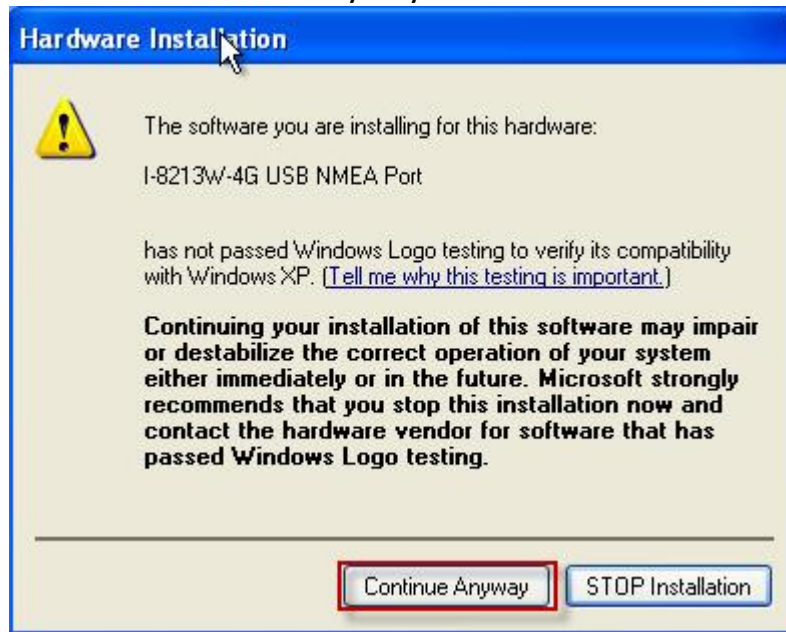 Hardware Installation
The software you are installing for this hardware:
I-8213W-4G USB NMEA Port
has not passed Windows Logo testing to verify its compatibility
with Windows XP. (Tell me why this testing is important.)
Continuing your installation of this software may impair
or destabilize the correct operation of your system
either immediately or in the future. Microsoft strongly
recommends that you stop this installation now and
contact the hardware vendor for software that has
passed Windows Logo testing.
Continue Anyway
STOP Installation